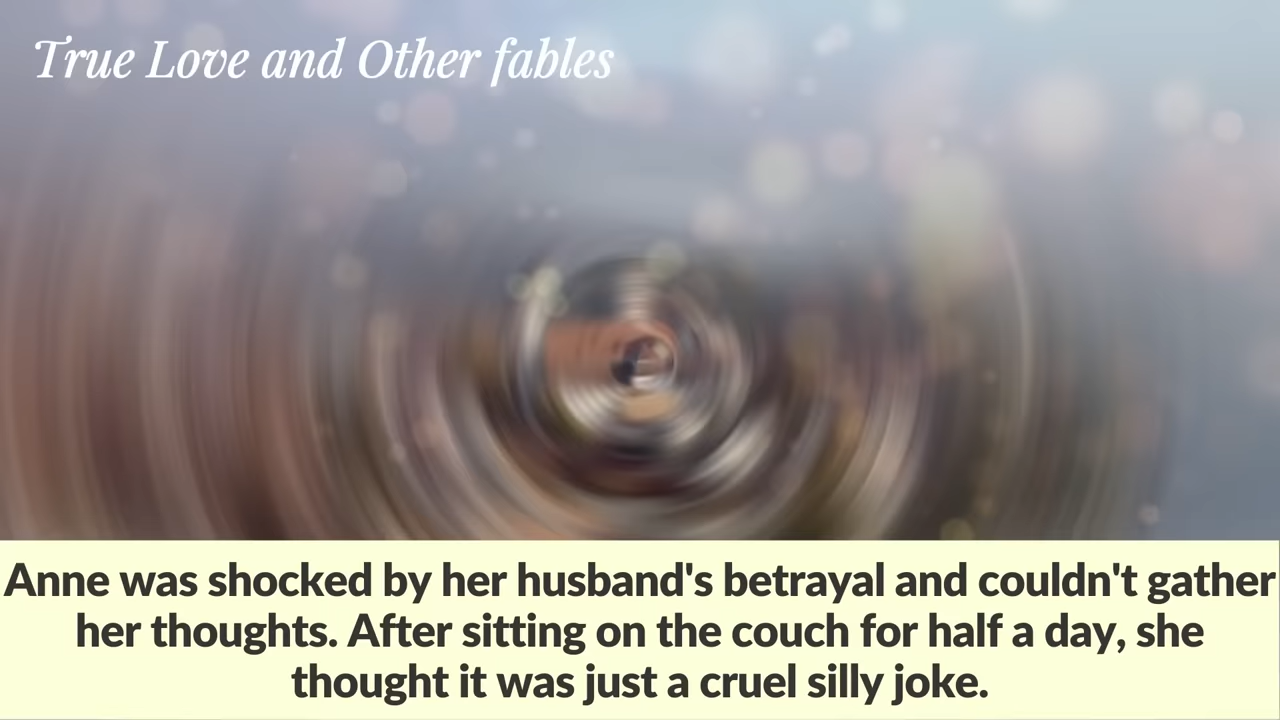 True Love and Other fables
Anne was shocked by her husband's betrayal and couldn't gather
her thoughts. After sitting on the couch for half a day, she
thought it was just a cruel silly joke.